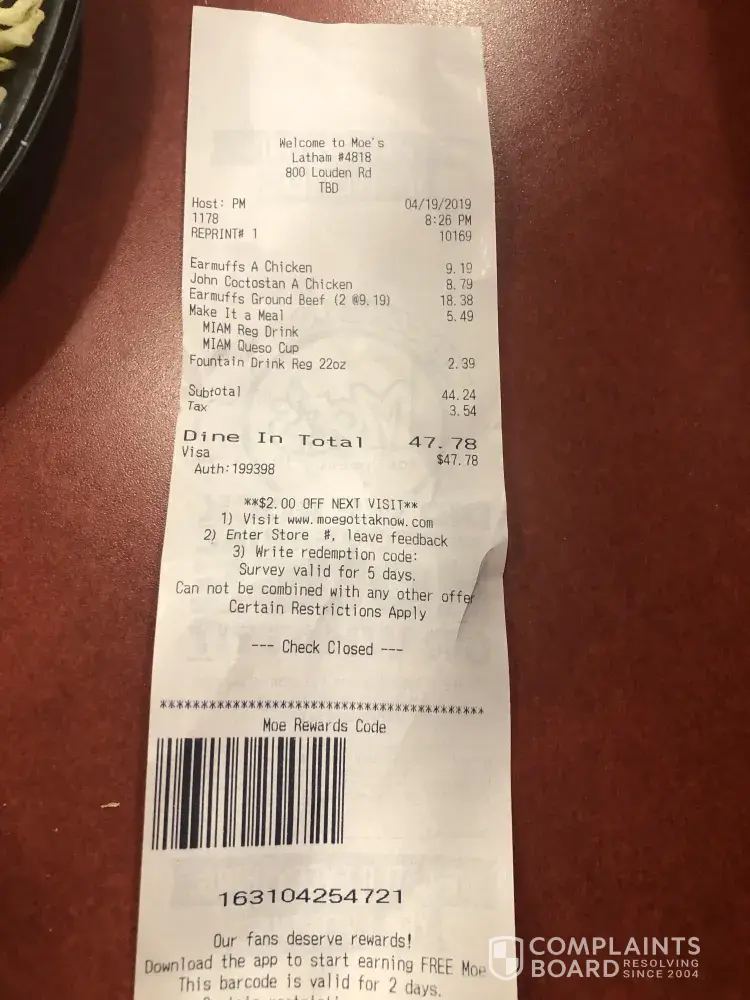 Welcome to Moe's
Latham #4818
800 Louden Rd
TBD
Host: PM 04/19/2019
1178 8:26 PM
REPRINT# 1 10169
Earmuffs A Chicken 9.19
John Coctostan A Chicken 8.79
Earmuffs Ground Beef (2 @9.19) 18.38
Make It a Meal 5.49
MIAM Reg Drink
MIAM Queso Cup
Fountain Drink Reg 22oz 2.39
Subtotal 44.24
Tax 3.54
Dine In Total 47.78
Visa $47.78
Auth:199398
**$2.00 OFF NEXT VISIT**
1) Visit www.moegottaknow.com
2) Enter Store #, leave feedback
3) Write redemption code:
Survey valid for 5 days.
Can not be combined with any other offer
Certain Restrictions Apply
--- Check Closed ---
****************************************
Moe Rewards Code
163104254721
Our fans deserve rewards!
Download the app to start earning FREE Moe
This barcode is valid for 2 days.
COMPLAINTS
BOARD RESOLVING
SINCE 2004